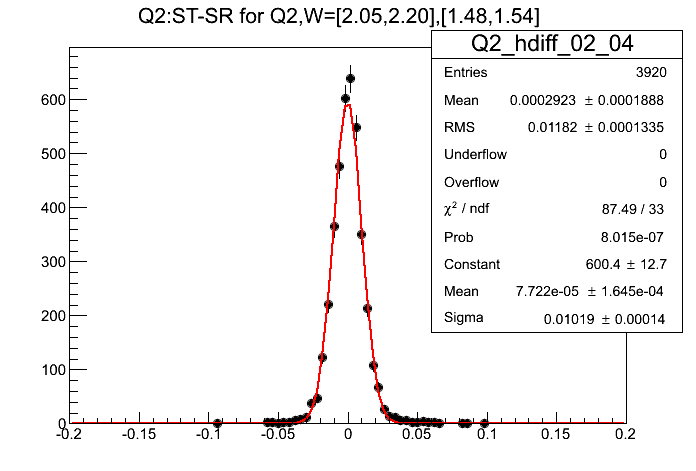 Q2:ST-SR for Q2,W=[2.05,2.20],[1.48,1.54]
Q2_hdiff_02_04
Entries 3920
Mean 0.0002923 ± 0.0001888
RMS 0.01182 ± 0.0001335
Underflow 0
Overflow 0
χ² / ndf 87.49 / 33
Prob 8.015e-07
Constant 600.4 ± 12.7
Mean 7.722e-05 ± 1.645e-04
Sigma 0.01019 ± 0.00014
600
500
400
300
200
100
0
-0.2 -0.15 -0.1 -0.05 0 0.05 0.1 0.15 0.2